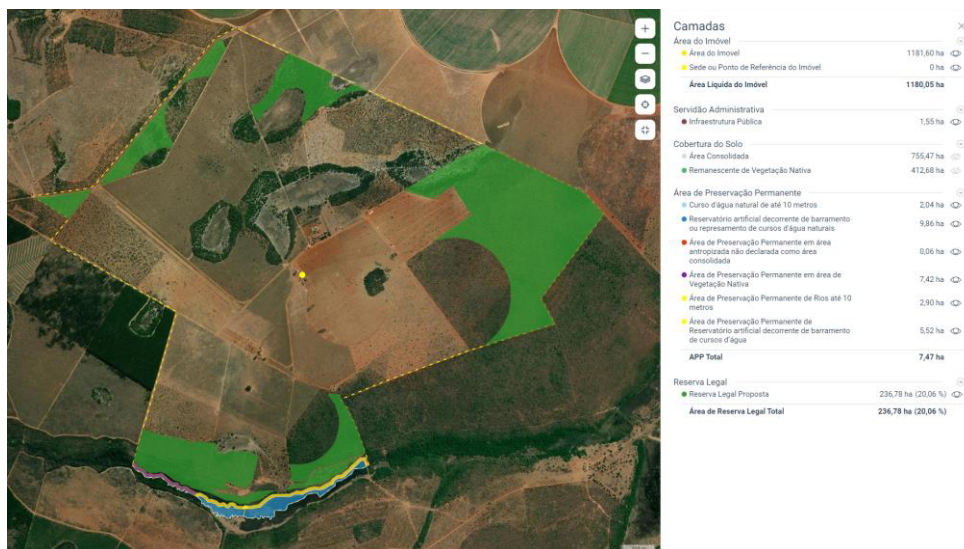 Camadas
Área do Imóvel
Área do Imovel 1181,60 ha
Sede ou Ponto de Referência do Imóvel 0 ha
Área Líquida do Imóvel 1180,05 ha
Servidão Administrativa
Infraestrutura Pública 1,55 ha
Cobertura do Solo
Área Consolidada 755,47 ha
Remanescente de Vegetação Nativa 412,68 ha
Área de Preservação Permanente
Curso d'água natural de até 10 metros 2,04 ha
Reservatório artificial decorrente de barramento
ou represamento de cursos d'água naturais 9,86 ha
Área de Preservação Permanente em área
antropizada não declarada como área 0,06 ha
consolidada
Área de Preservação Permanente em área de
Vegetação Nativa 7,42 ha
Área de Preservação Permanente de Rios até 10
metros 2,90 ha
Área de Preservação Permanente de
Reservatório artificial decorrente de barramento 5,52 ha
de cursos d'água
APP Total 7,47 ha
Reserva Legal
Reserva Legal Proposta 236,78 ha (20,06 %)
Área de Reserva Legal Total 236,78 ha (20,06 %)